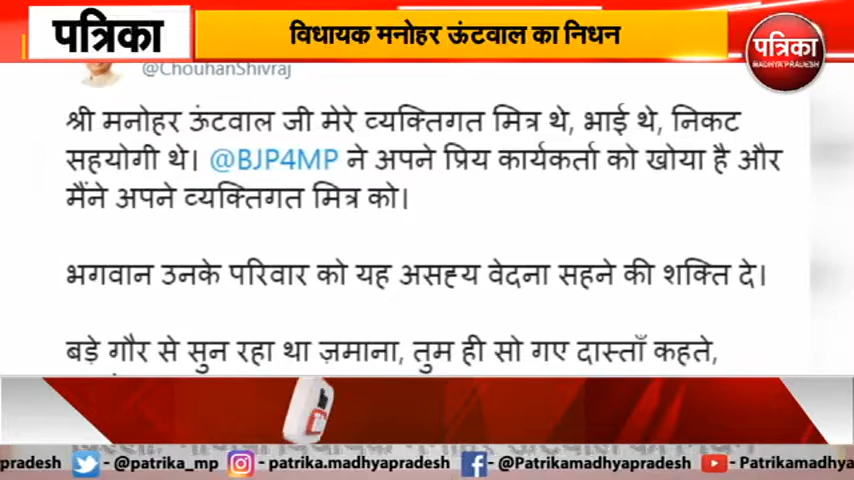 पत्रिका
विधायक मनोहर ऊंटवाल का निधन
पत्रिका
MADHYA PRADESH
@ChouhanShivraj
श्री मनोहर ऊंटवाल जी मेरे व्यक्तिगत मित्र थे, भाई थे, निकट
सहयोगी थे। @BJP4MP ने अपने प्रिय कार्यकर्ता को खोया है और
मैंने अपने व्यक्तिगत मित्र को।
भगवान उनके परिवार को यह असह्य वेदना सहने की शक्ति दे।
बड़े गौर से सुन रहा था ज़माना, तुम ही सो गए दास्ताँ कहते,
pradesh - @patrika_mp - patrika.madhyapradesh - @Patrikamadhyapradesh - Patrikamadhya